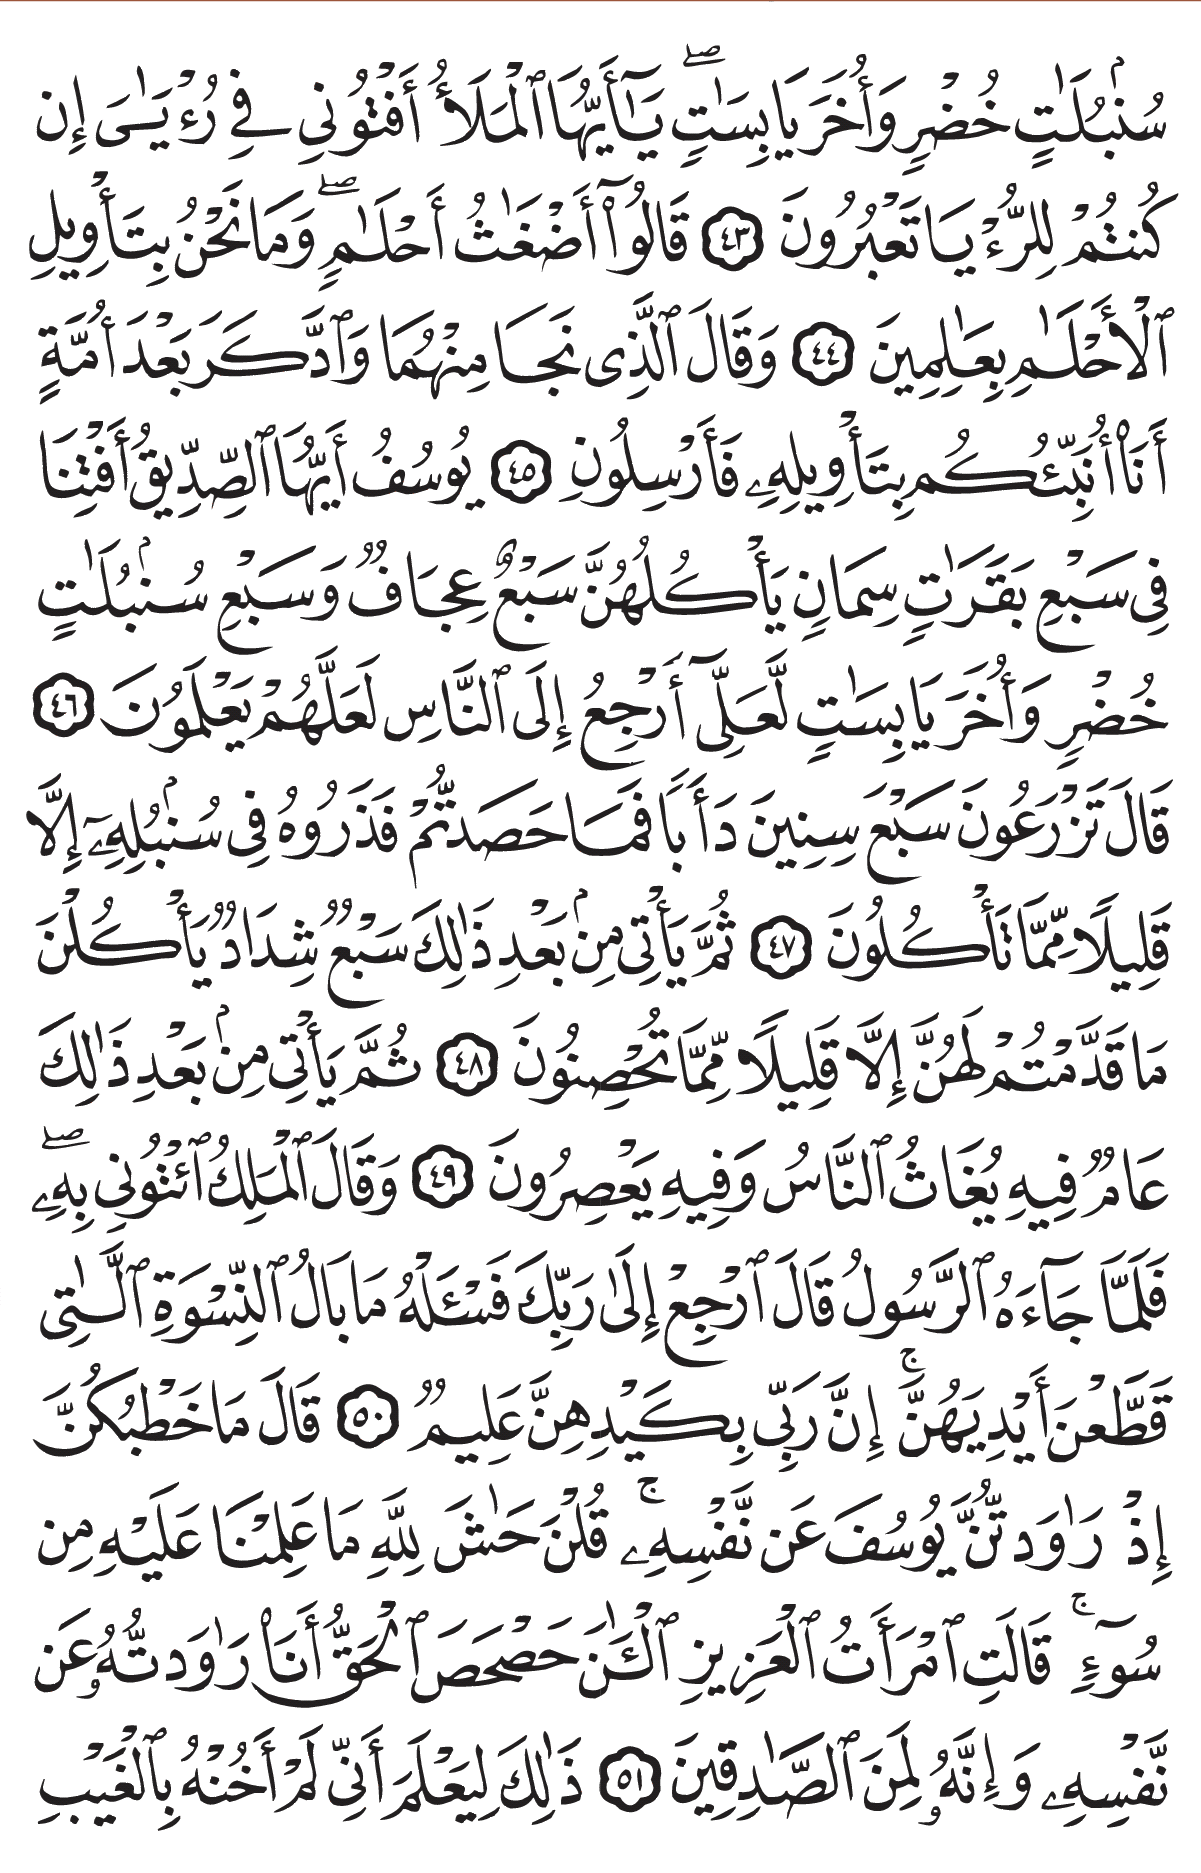 سُنۢبُلَٰتٍ خُضْرٍ وَأُخَرَ يَابِسَٰتٍۖ يَٰٓأَيُّهَا ٱلْمَلَأُ أَفْتُونِي فِي رُءْيَٰيَ إِن
كُنتُمْ لِلرُّءْيَا تَعْبُرُونَ ٤٣ قَالُوٓا۟ أَضْغَٰثُ أَحْلَٰمٍۖ وَمَا نَحْنُ بِتَأْوِيلِ
ٱلْأَحْلَٰمِ بِعَٰلِمِينَ ٤٤ وَقَالَ ٱلَّذِى نَجَا مِنْهُمَا وَٱدَّكَرَ بَعْدَ أُمَّةٍ
أَنَا۠ أُنَبِّئُكُم بِتَأْوِيلِهِۦ فَأَرْسِلُونِ ٤٥ يُوسُفُ أَيُّهَا ٱلصِّدِّيقُ أَفْتِنَا
فِى سَبْعِ بَقَرَٰتٍ سِمَانٍ يَأْكُلُهُنَّ سَبْعٌ عِجَافٌ وَسَبْعِ سُنۢبُلَٰتٍ
خُضْرٍ وَأُخَرَ يَابِسَٰتٍ لَّعَلِّىٓ أَرْجِعُ إِلَى ٱلنَّاسِ لَعَلَّهُمْ يَعْلَمُونَ ٤٦
قَالَ تَزْرَعُونَ سَبْعَ سِنِينَ دَأَبًا فَمَا حَصَدتُّمْ فَذَرُوهُ فِى سُنۢبُلِهِۦٓ إِلَّا
قَلِيلًا مِّمَّا تَأْكُلُونَ ٤٧ ثُمَّ يَأْتِى مِنۢ بَعْدِ ذَٰلِكَ سَبْعٌ شِدَادٌ يَأْكُلْنَ
مَا قَدَّمْتُمْ لَهُنَّ إِلَّا قَلِيلًا مِّمَّا تُحْصِنُونَ ٤٨ ثُمَّ يَأْتِى مِنۢ بَعْدِ ذَٰلِكَ
عَامٌ فِيهِ يُغَاثُ ٱلنَّاسُ وَفِيهِ يَعْصِرُونَ ٤٩ وَقَالَ ٱلْمَلِكُ ٱئْتُونِى بِهِۦۖ
فَلَمَّا جَآءَهُ ٱلرَّسُولُ قَالَ ٱرْجِعْ إِلَىٰ رَبِّكَ فَسْـَٔلْهُ مَا بَالُ ٱلنِّسْوَةِ ٱلَّٰتِى
قَطَّعْنَ أَيْدِيَهُنَّۚ إِنَّ رَبِّى بِكَيْدِهِنَّ عَلِيمٌ ٥٠ قَالَ مَا خَطْبُكُنَّ
إِذْ رَٰوَدتُّنَّ يُوسُفَ عَن نَّفْسِهِۦۚ قُلْنَ حَٰشَ لِلَّهِ مَا عَلِمْنَا عَلَيْهِ مِن
سُوٓءٍۚ قَالَتِ ٱمْرَأَتُ ٱلْعَزِيزِ ٱلْـَٰٔنَ حَصْحَصَ ٱلْحَقُّ أَنَا۠ رَٰوَدتُّهُۥ عَن
نَّفْسِهِۦ وَإِنَّهُۥ لَمِنَ ٱلصَّٰدِقِينَ ٥١ ذَٰلِكَ لِيَعْلَمَ أَنِّى لَمْ أَخُنْهُ بِٱلْغَيْبِ